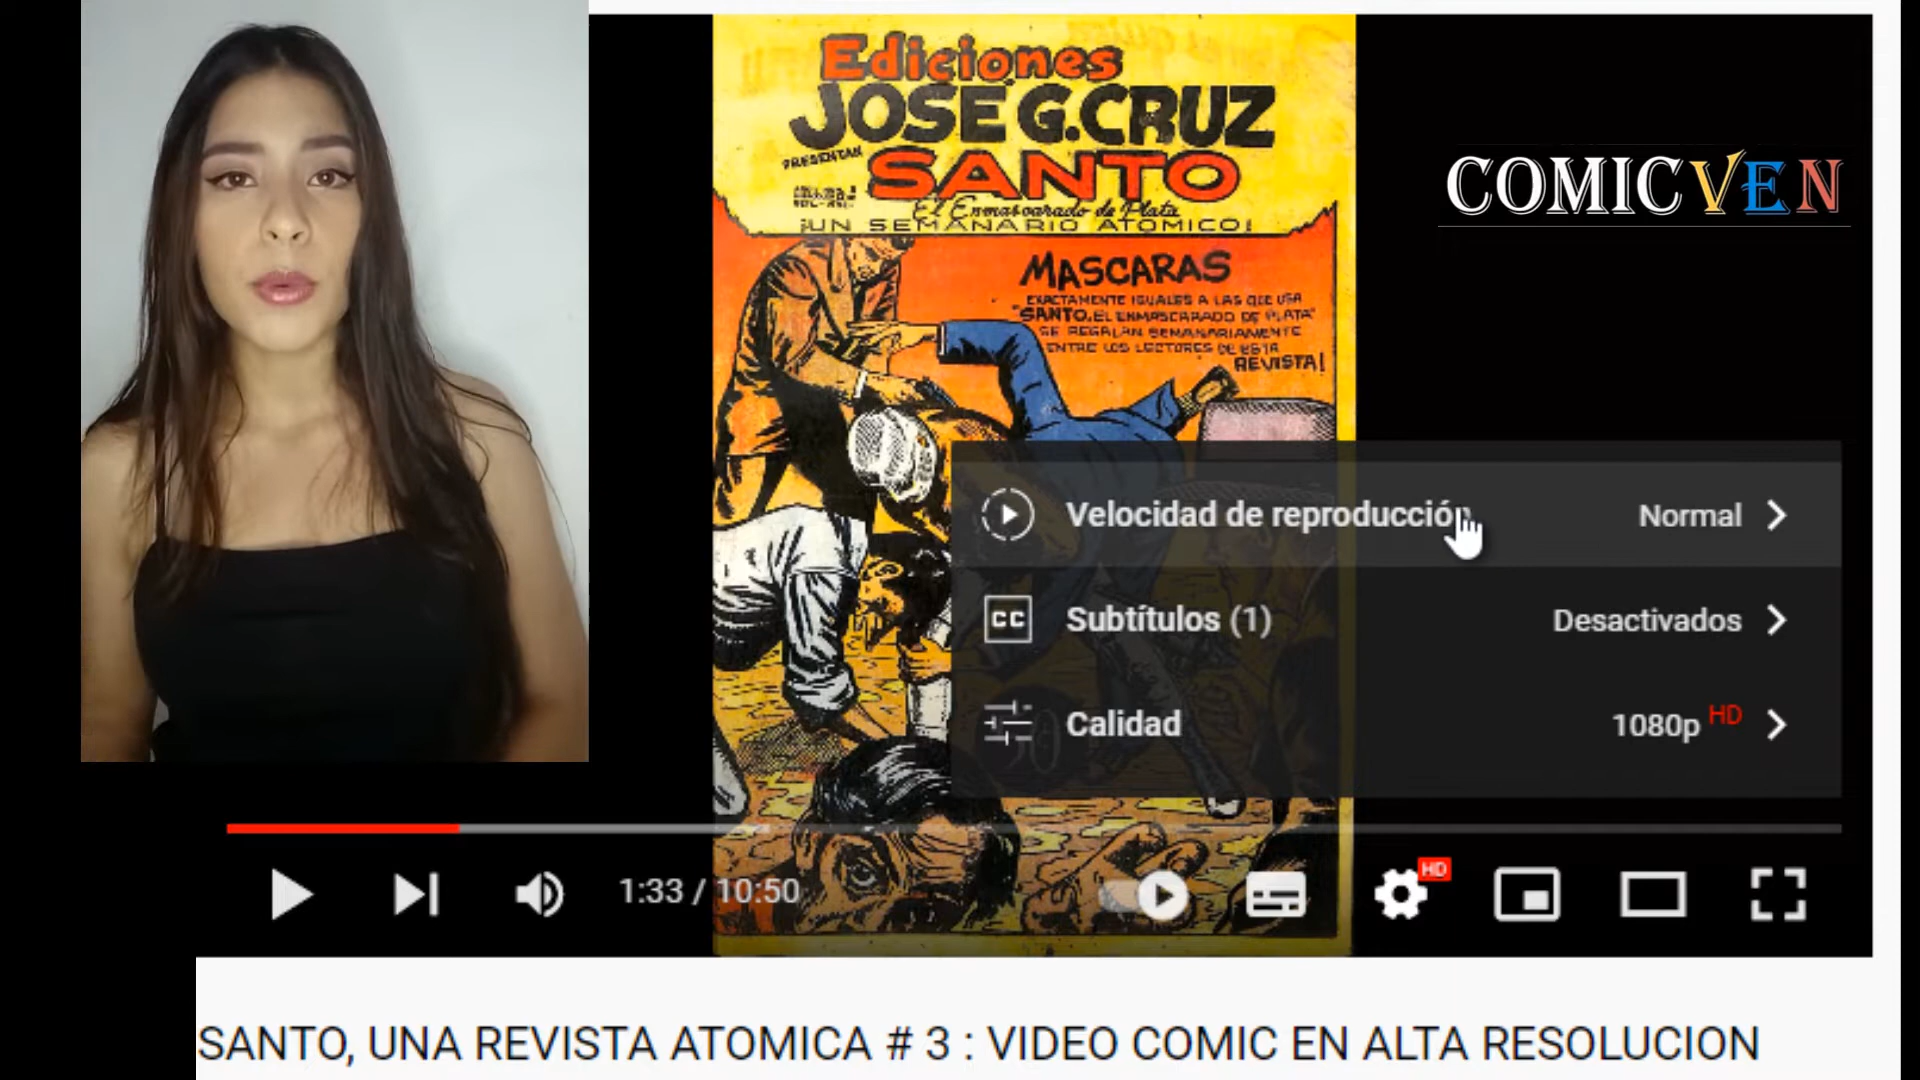 Ediciones
JOSE G. CRUZ
PRESENTAN
SANTO
El Enmascarado de Plata
¡UN SEMANARIO ATOMICO!
MASCARAS
EXACTAMENTE IGUALES A LAS QUE USA
"SANTO, EL ENMASCARADO DE PLATA"
SE REGALAN SEMANARIAMENTE
ENTRE LOS LECTORES DE ESTA
REVISTA!
COMICVEN
Velocidad de reproducción
Normal
CC
Subtítulos (1)
Desactivados
Calidad
1080p HD
1:33 / 10:50
HD
SANTO, UNA REVISTA ATOMICA # 3 : VIDEO COMIC EN ALTA RESOLUCION